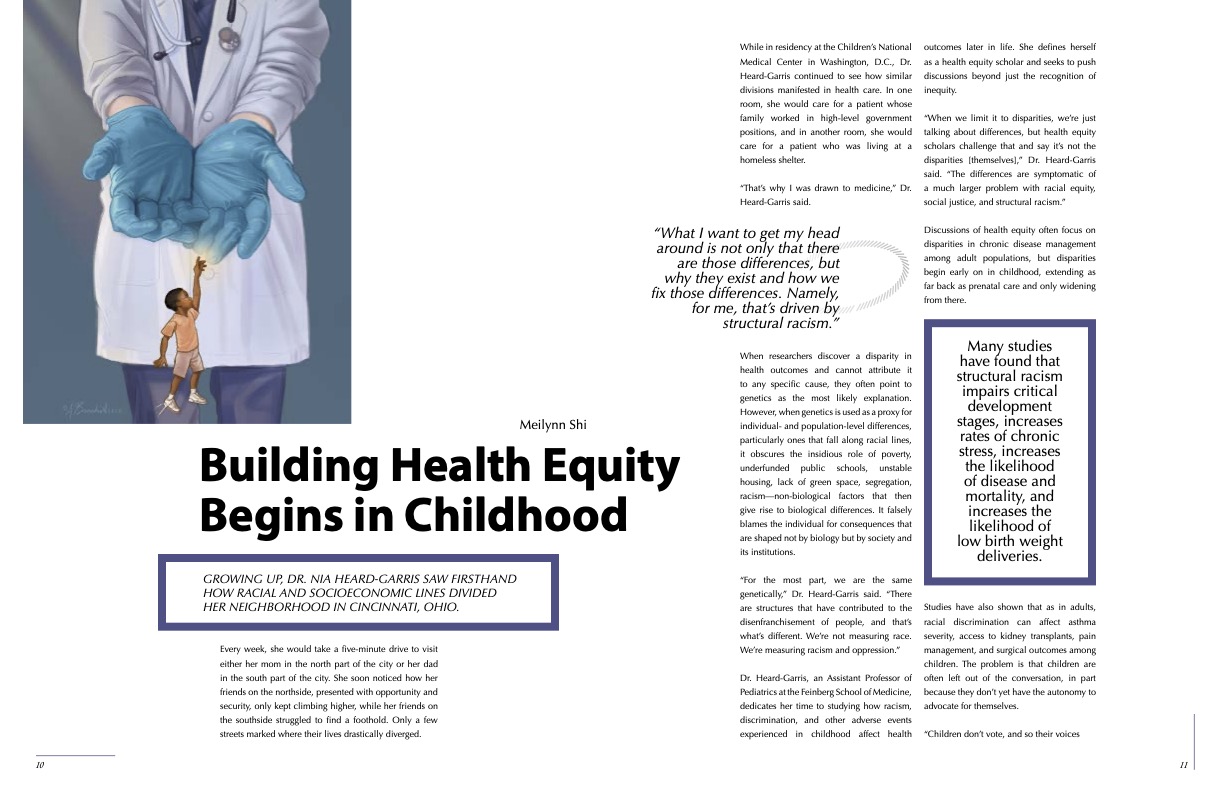 Meilynn Shi
Building Health Equity
Begins in Childhood
GROWING UP, DR. NIA HEARD-GARRIS SAW FIRSTHAND
HOW RACIAL AND SOCIOECONOMIC LINES DIVIDED
HER NEIGHBORHOOD IN CINCINNATI, OHIO.
Every week, she would take a five-minute drive to visit
either her mom in the north part of the city or her dad
in the south part of the city. She soon noticed how her
friends on the northside, presented with opportunity and
security, only kept climbing higher, while her friends on
the southside struggled to find a foothold. Only a few
streets marked where their lives drastically diverged.
10
While in residency at the Children’s National
Medical Center in Washington, D.C., Dr.
Heard-Garris continued to see how similar
divisions manifested in health care. In one
room, she would care for a patient whose
family worked in high-level government
positions, and in another room, she would
care for a patient who was living at a
homeless shelter.
“That’s why I was drawn to medicine,” Dr.
Heard-Garris said.
“What I want to get my head
around is not only that there
are those differences, but
why they exist and how we
fix those differences. Namely,
for me, that’s driven by
structural racism.”
When researchers discover a disparity in
health outcomes and cannot attribute it
to any specific cause, they often point to
genetics as the most likely explanation.
However, when genetics is used as a proxy for
individual- and population-level differences,
particularly ones that fall along racial lines,
it obscures the insidious role of poverty,
underfunded public schools, unstable
housing, lack of green space, segregation,
racism—non-biological factors that then
give rise to biological differences. It falsely
blames the individual for consequences that
are shaped not by biology but by society and
its institutions.
“For the most part, we are the same
genetically,” Dr. Heard-Garris said. “There
are structures that have contributed to the
disenfranchisement of people, and that’s
what’s different. We’re not measuring race.
We’re measuring racism and oppression.”
Dr. Heard-Garris, an Assistant Professor of
Pediatrics at the Feinberg School of Medicine,
dedicates her time to studying how racism,
discrimination, and other adverse events
experienced in childhood affect health
outcomes later in life. She defines herself
as a health equity scholar and seeks to push
discussions beyond just the recognition of
inequity.
“When we limit it to disparities, we’re just
talking about differences, but health equity
scholars challenge that and say it’s not the
disparities [themselves],” Dr. Heard-Garris
said. “The differences are symptomatic of
a much larger problem with racial equity,
social justice, and structural racism.”
Discussions of health equity often focus on
disparities in chronic disease management
among adult populations, but disparities
begin early on in childhood, extending as
far back as prenatal care and only widening
from there.
Many studies
have found that
structural racism
impairs critical
development
stages, increases
rates of chronic
stress, increases
the likelihood
of disease and
mortality, and
increases the
likelihood of
low birth weight
deliveries.
Studies have also shown that as in adults,
racial discrimination can affect asthma
severity, access to kidney transplants, pain
management, and surgical outcomes among
children. The problem is that children are
often left out of the conversation, in part
because they don’t yet have the autonomy to
advocate for themselves.
“Children don’t vote, and so their voices
11